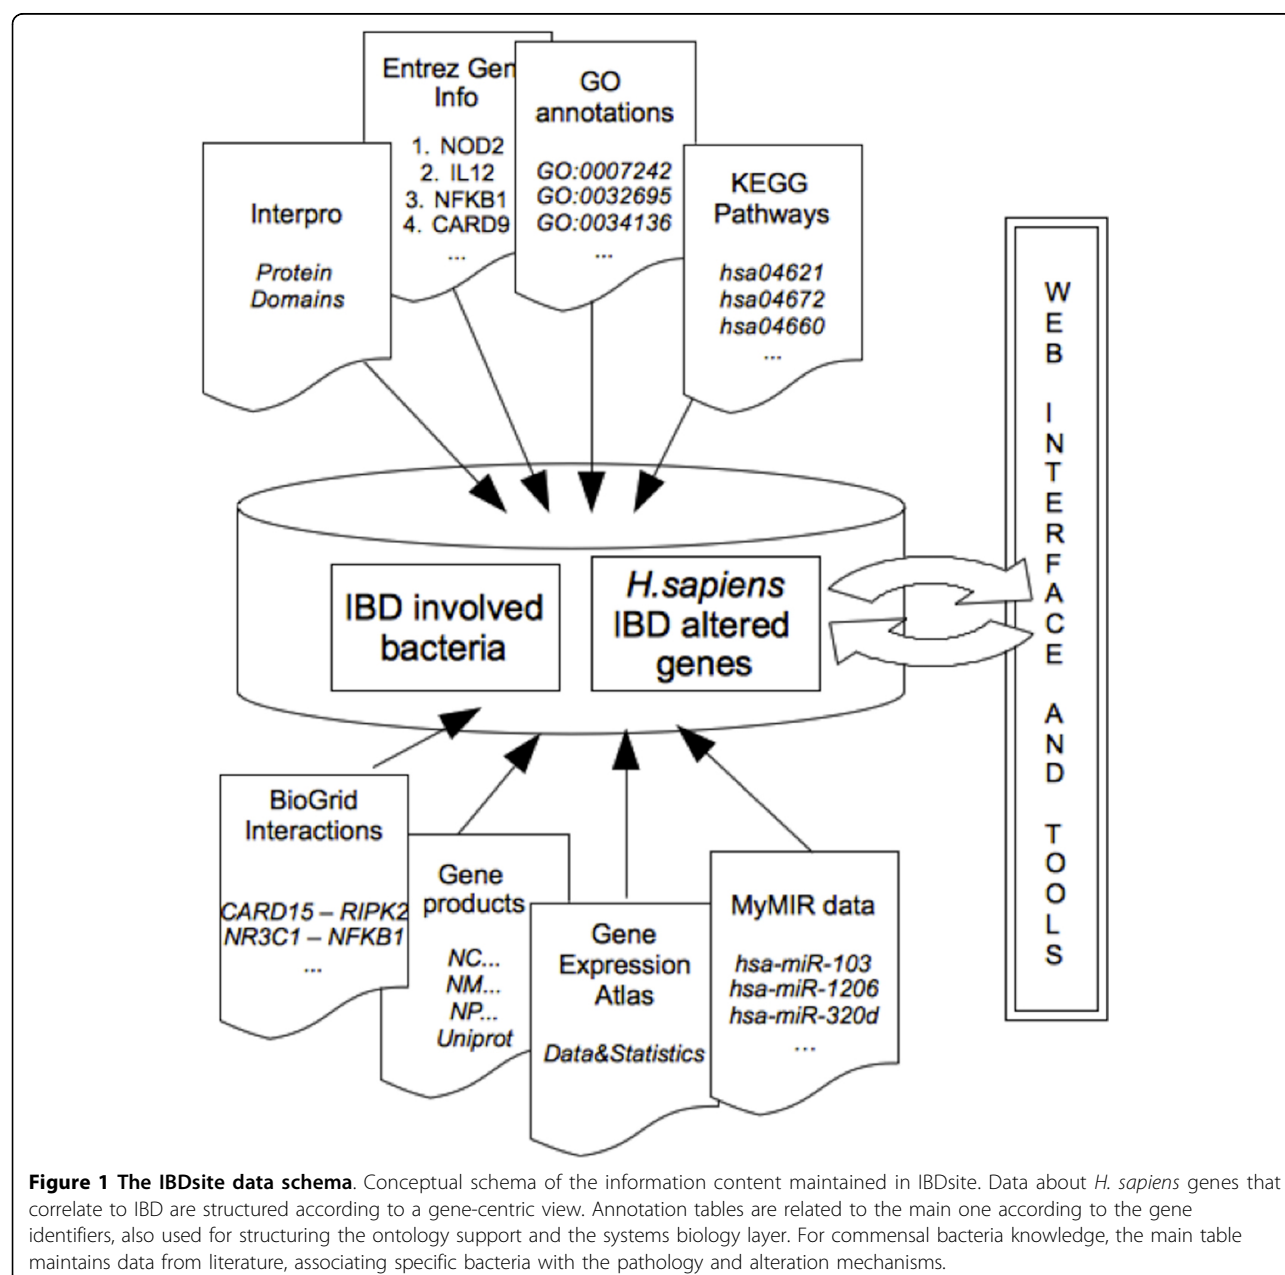 Entrez Gen
Info
1. NOD2
2. IL12
3. NFKB1
4. CARD9
...
GO
annotations
GO:0007242
GO:0032695
GO:0034136
...
Interpro
Protein
Domains
KEGG
Pathways
hsa04621
hsa04672
hsa04660
...
WEB INTERFACE AND TOOLS
IBD involved
bacteria
H.sapiens
IBD altered
genes
BioGrid
Interactions
CARD15 – RIPK2
NR3C1 – NFKB1
...
Gene
products
NC...
NM...
NP...
Uniprot
Gene
Expression
Atlas
Data&Statistics
MyMIR data
hsa-miR-103
hsa-miR-1206
hsa-miR-320d
...
Figure 1 The IBDsite data schema. Conceptual schema of the information content maintained in IBDsite. Data about H. sapiens genes that
correlate to IBD are structured according to a gene-centric view. Annotation tables are related to the main one according to the gene
identifiers, also used for structuring the ontology support and the systems biology layer. For commensal bacteria knowledge, the main table
maintains data from literature, associating specific bacteria with the pathology and alteration mechanisms.